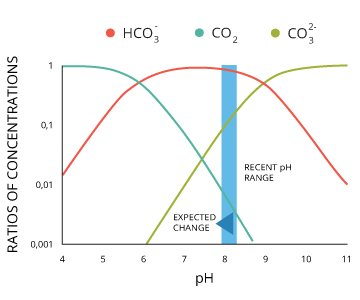 HCO₃⁻ CO₂ CO₃²⁻
RATIOS OF CONCENTRATIONS
1
0,1
0,01
0,001
RECENT pH
RANGE
EXPECTED
CHANGE
4 5 6 7 8 9 10 11
pH